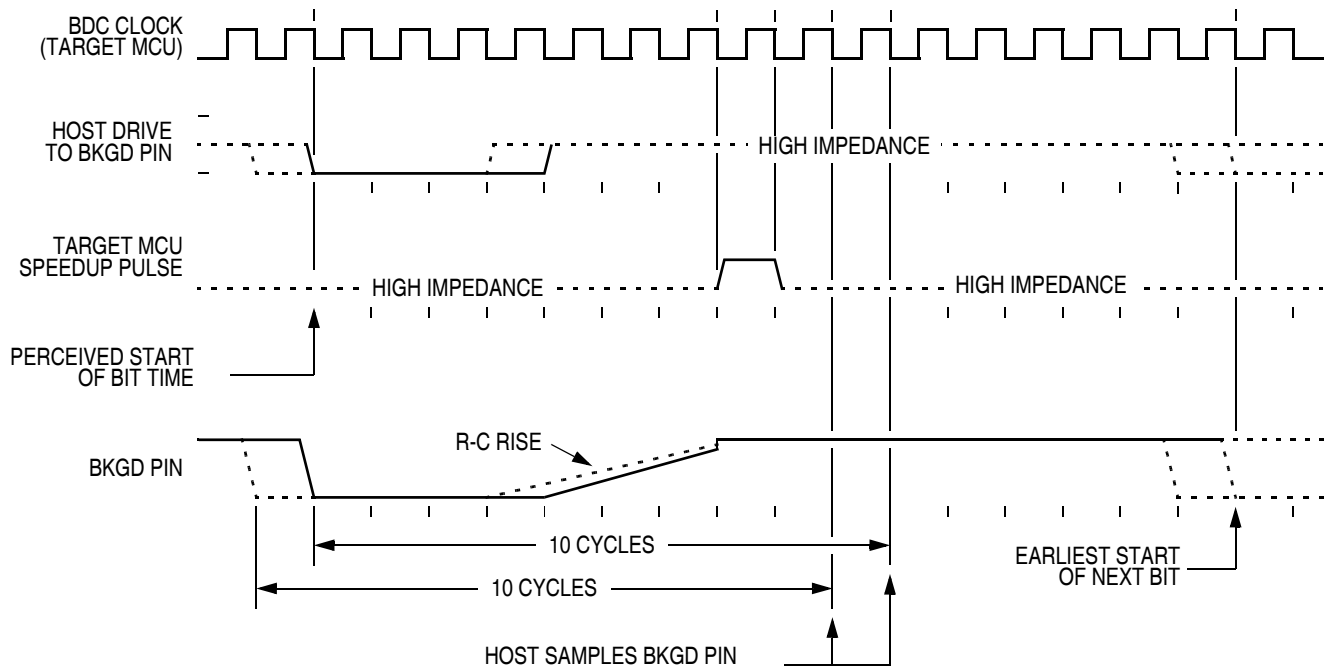 BDC CLOCK
(TARGET MCU)
HOST DRIVE
TO BKGD PIN
HIGH IMPEDANCE
TARGET MCU
SPEEDUP PULSE
HIGH IMPEDANCE
HIGH IMPEDANCE
PERCEIVED START
OF BIT TIME
R-C RISE
BKGD PIN
10 CYCLES
EARLIEST START
OF NEXT BIT
10 CYCLES
HOST SAMPLES BKGD PIN